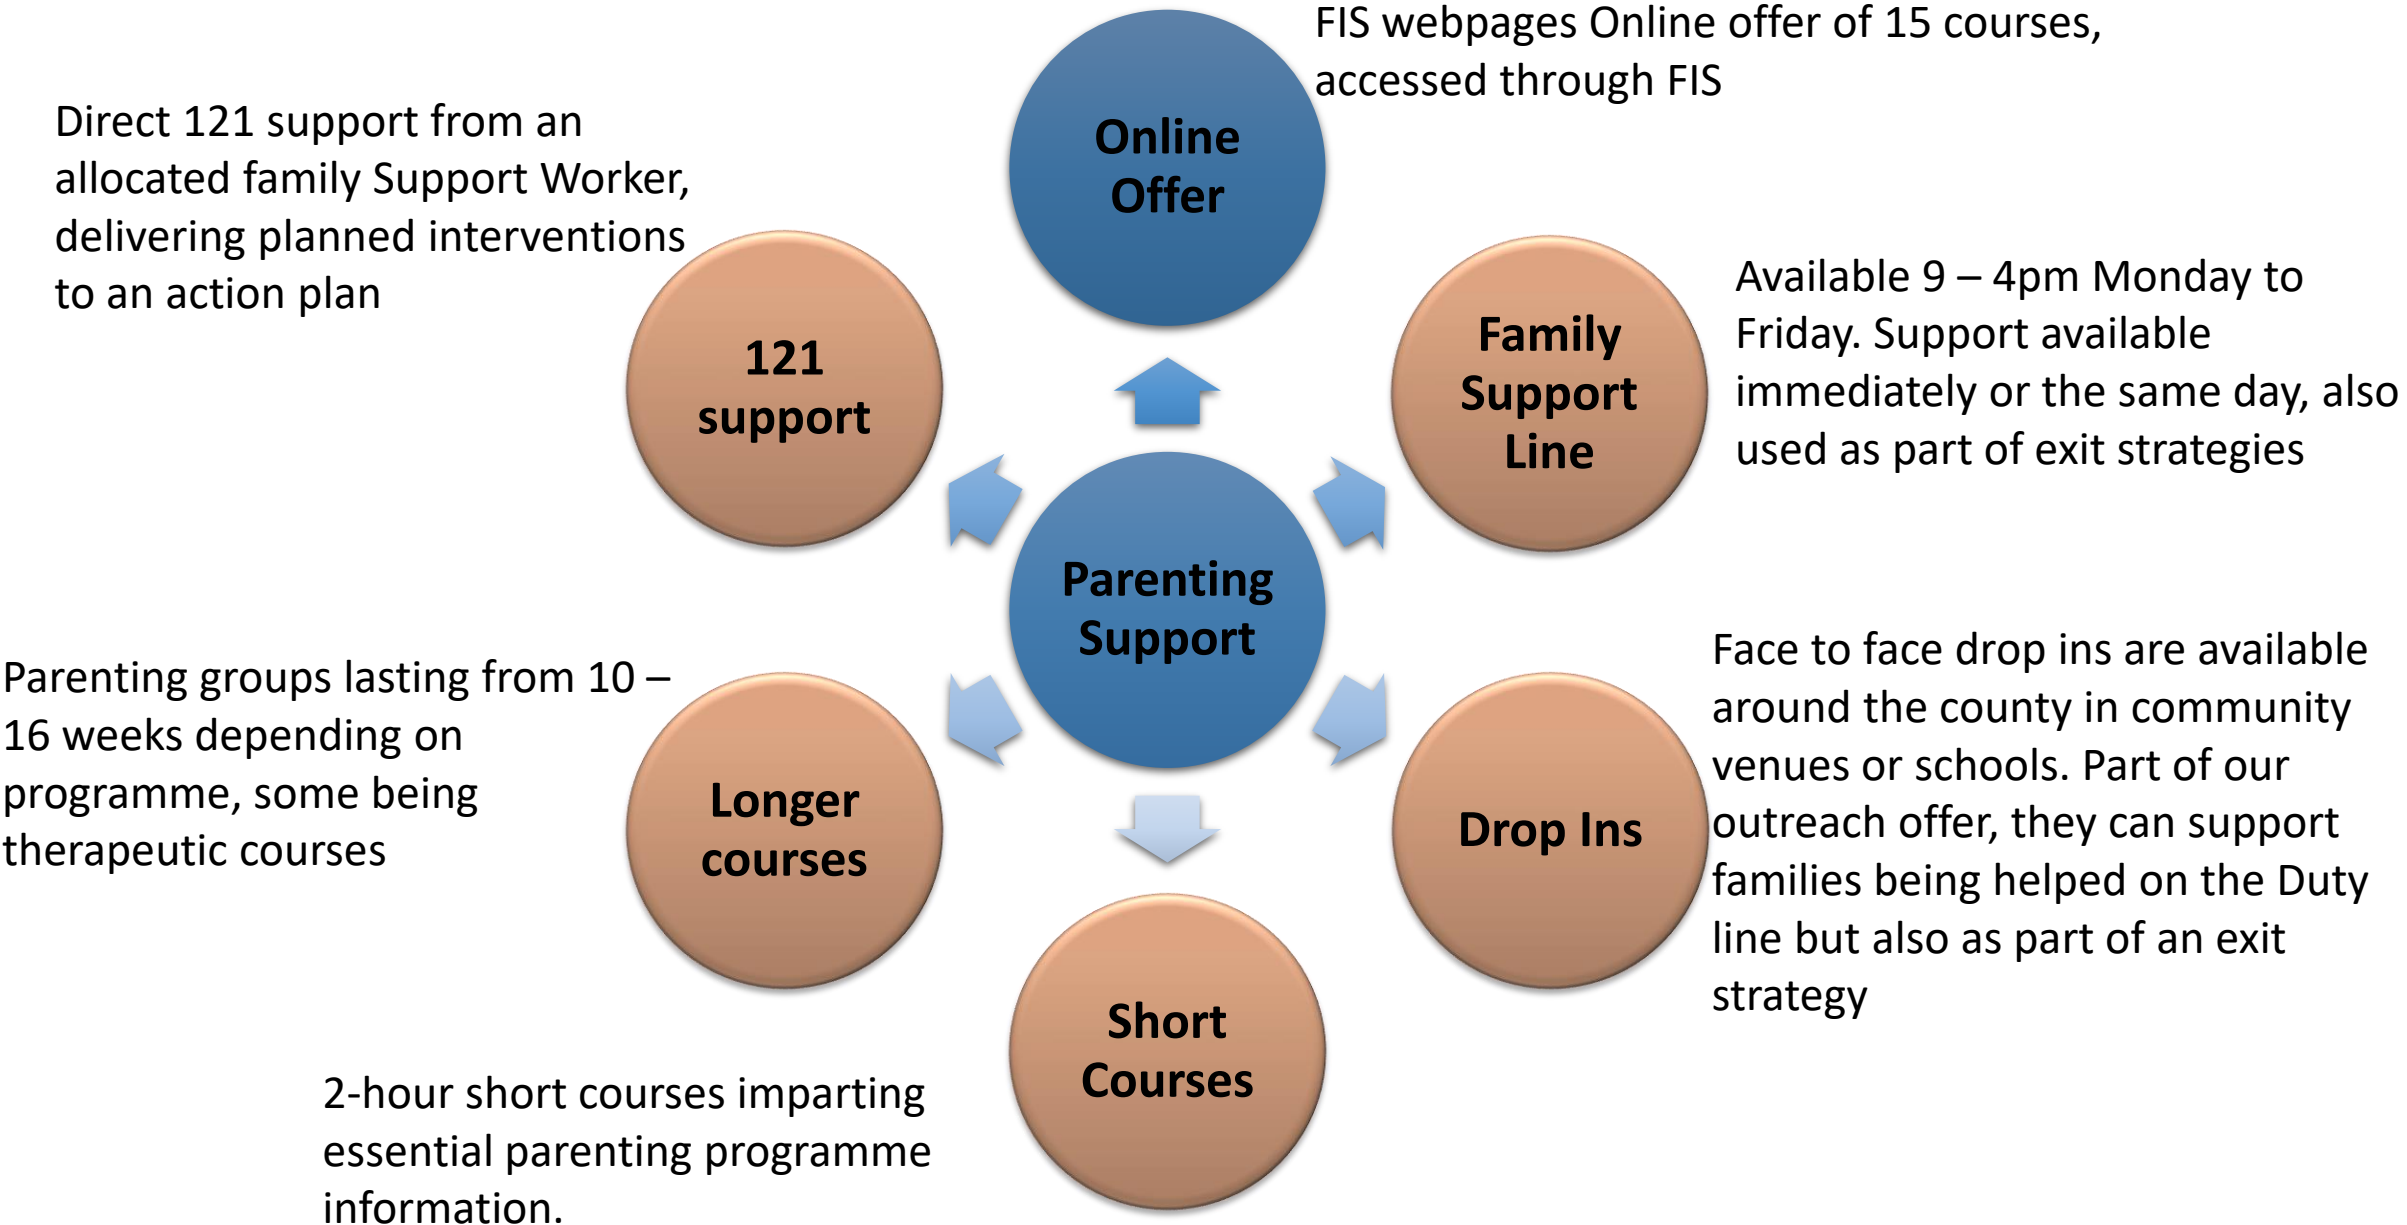 FIS webpages Online offer of 15 courses,
accessed through FIS
Online
Offer
Direct 121 support from an
allocated family Support Worker,
delivering planned interventions
to an action plan
121
support
Family
Support
Line
Available 9 – 4pm Monday to
Friday. Support available
immediately or the same day, also
used as part of exit strategies
Parenting
Support
Parenting groups lasting from 10 –
16 weeks depending on
programme, some being
therapeutic courses
Longer
courses
Drop Ins
Face to face drop ins are available
around the county in community
venues or schools. Part of our
outreach offer, they can support
families being helped on the Duty
line but also as part of an exit
strategy
Short
Courses
2-hour short courses imparting
essential parenting programme
information.